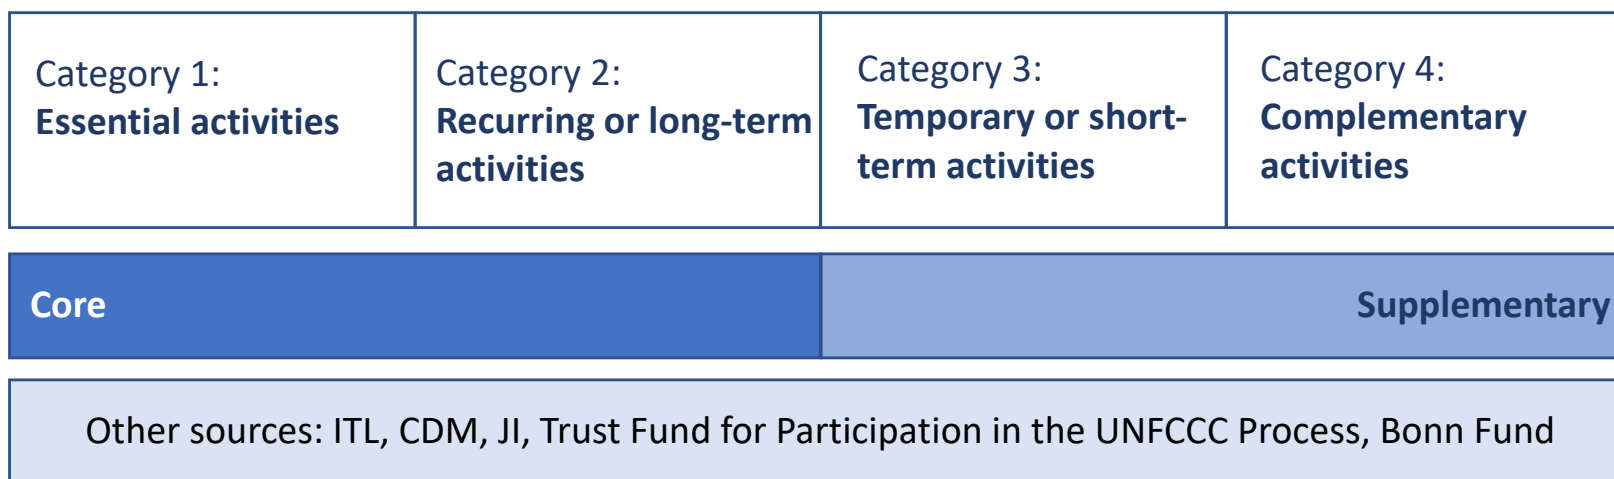 Category 1:
Essential activities
Category 2:
Recurring or long-term
activities
Category 3:
Temporary or short-
term activities
Category 4:
Complementary
activities
Core
Supplementary
Other sources: ITL, CDM, JI, Trust Fund for Participation in the UNFCCC Process, Bonn Fund